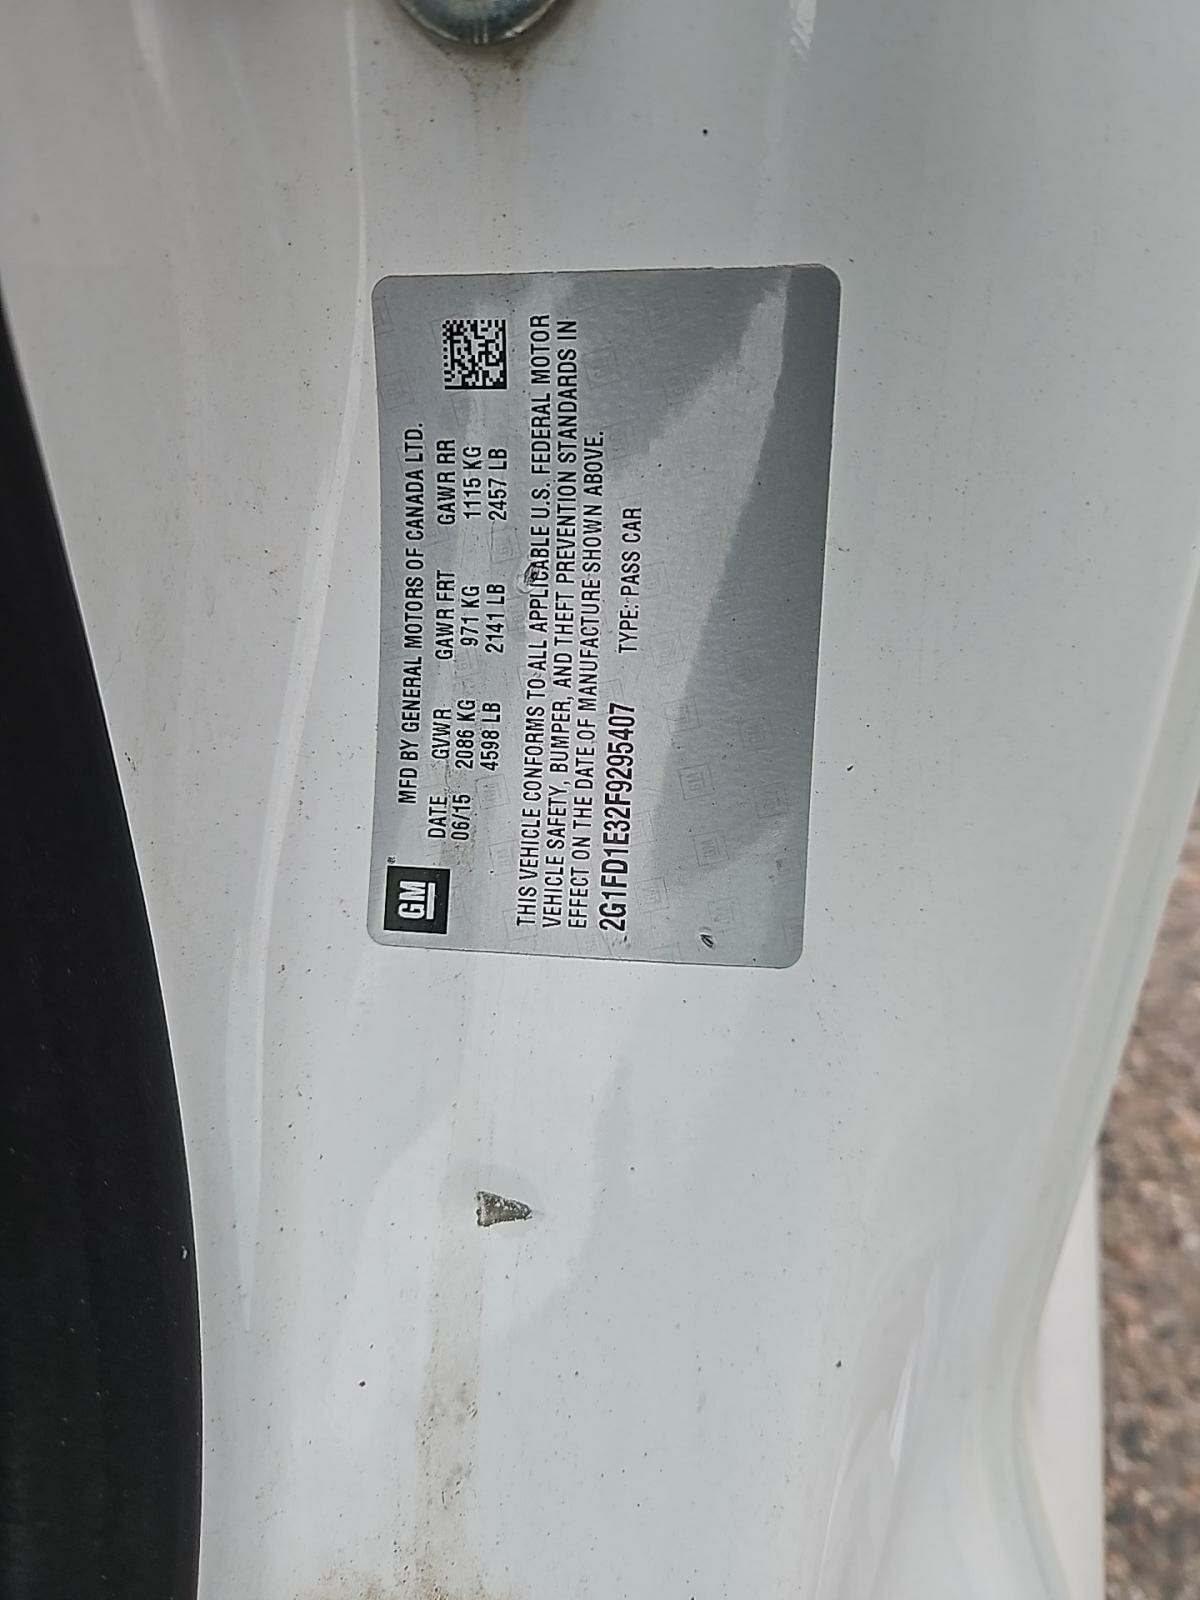 GM®
MFD BY GENERAL MOTORS OF CANADA LTD.
DATE GVWR GAWR FRT GAWR RR
06/15 2086 KG 971 KG 1115 KG
4598 LB 2141 LB 2457 LB
THIS VEHICLE CONFORMS TO ALL APPLICABLE U.S. FEDERAL MOTOR
VEHICLE SAFETY, BUMPER, AND THEFT PREVENTION STANDARDS IN
EFFECT ON THE DATE OF MANUFACTURE SHOWN ABOVE.
2G1FD1E32F9295407 TYPE: PASS CAR